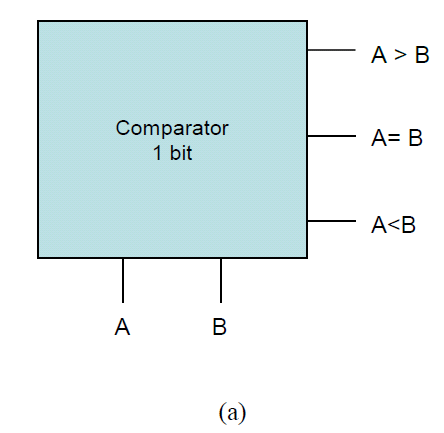 Comparator
1 bit
A > B
A= B
A<B
A
B
(a)